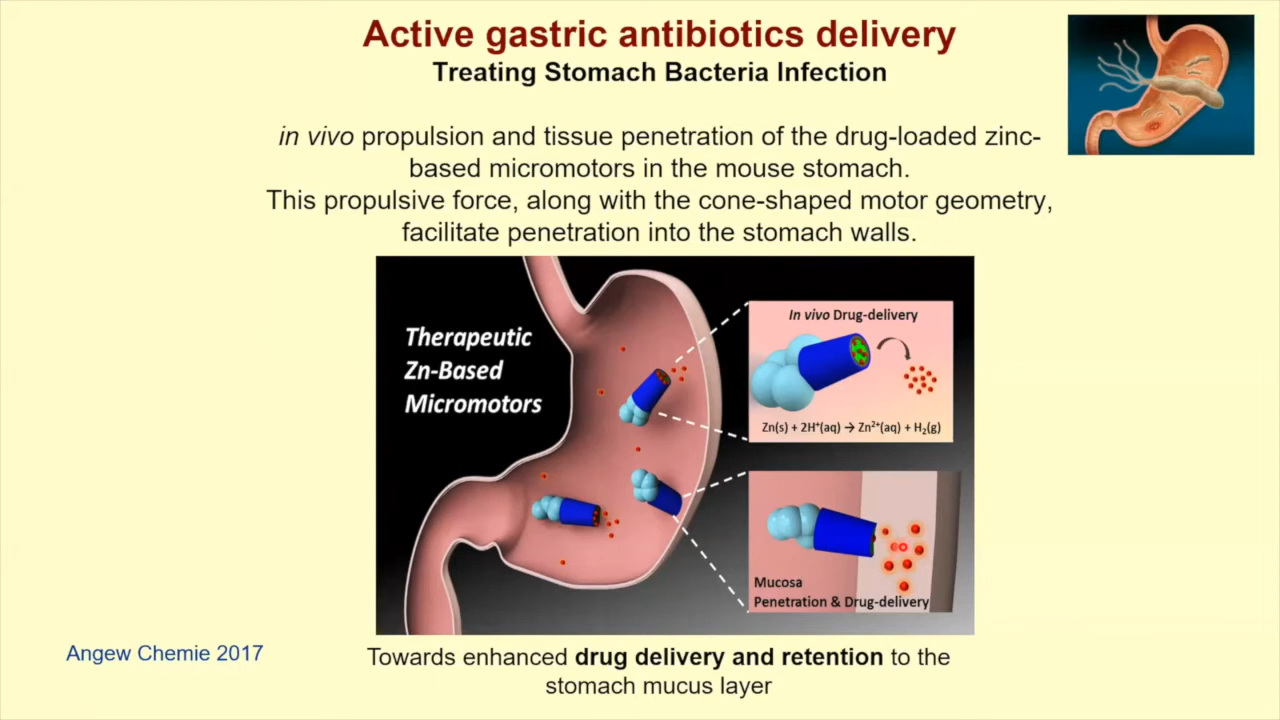 Active gastric antibiotics delivery
Treating Stomach Bacteria Infection
in vivo propulsion and tissue penetration of the drug-loaded zinc-
based micromotors in the mouse stomach.
This propulsive force, along with the cone-shaped motor geometry,
facilitate penetration into the stomach walls.
Therapeutic
Zn-Based
Micromotors
In vivo Drug-delivery
Zn(s) + 2H⁺(aq) → Zn²⁺(aq) + H₂(g)
Mucosa
Penetration & Drug-delivery
Angew Chemie 2017
Towards enhanced drug delivery and retention to the
stomach mucus layer